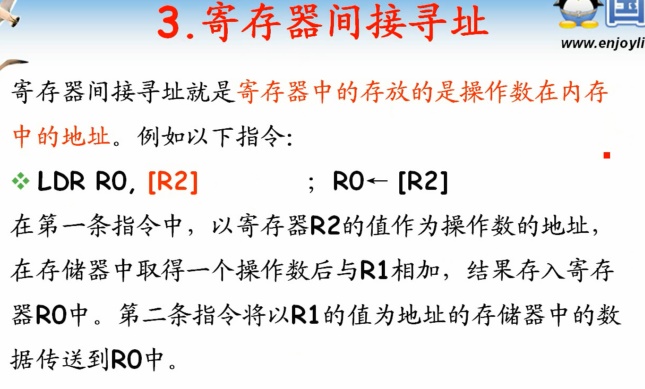 3.寄存器间接寻址
国
www.enjoyli
寄存器间接寻址就是寄存器中的存放的是操作数在内存
中的地址。例如以下指令：
❖ LDR R0, [R2] ； R0← [R2]
在第一条指令中，以寄存器R2的值作为操作数的地址，
在存储器中取得一个操作数后与R1相加，结果存入寄存
器R0中。第二条指令将以R1的值为地址的存储器中的数
据传送到R0中。